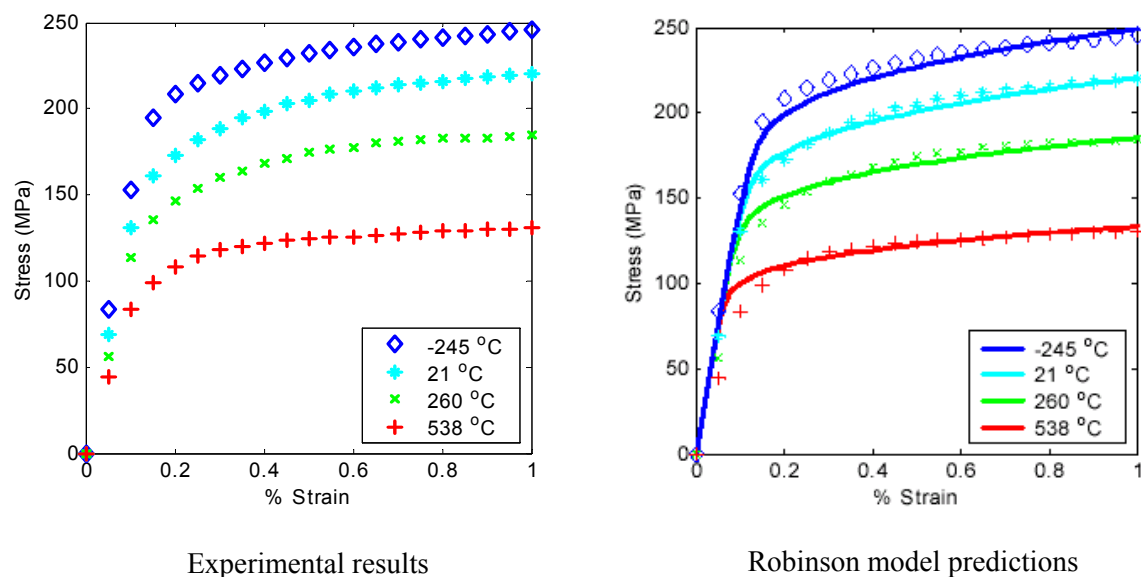 250
200
150
100
50
0
Stress (MPa)
0 0.2 0.4 0.6 0.8 1
% Strain
-245 °C
21 °C
260 °C
538 °C
Experimental results
250
200
150
100
50
0
Stress (MPa)
0 0.2 0.4 0.6 0.8 1
% Strain
-245 °C
21 °C
260 °C
538 °C
Robinson model predictions